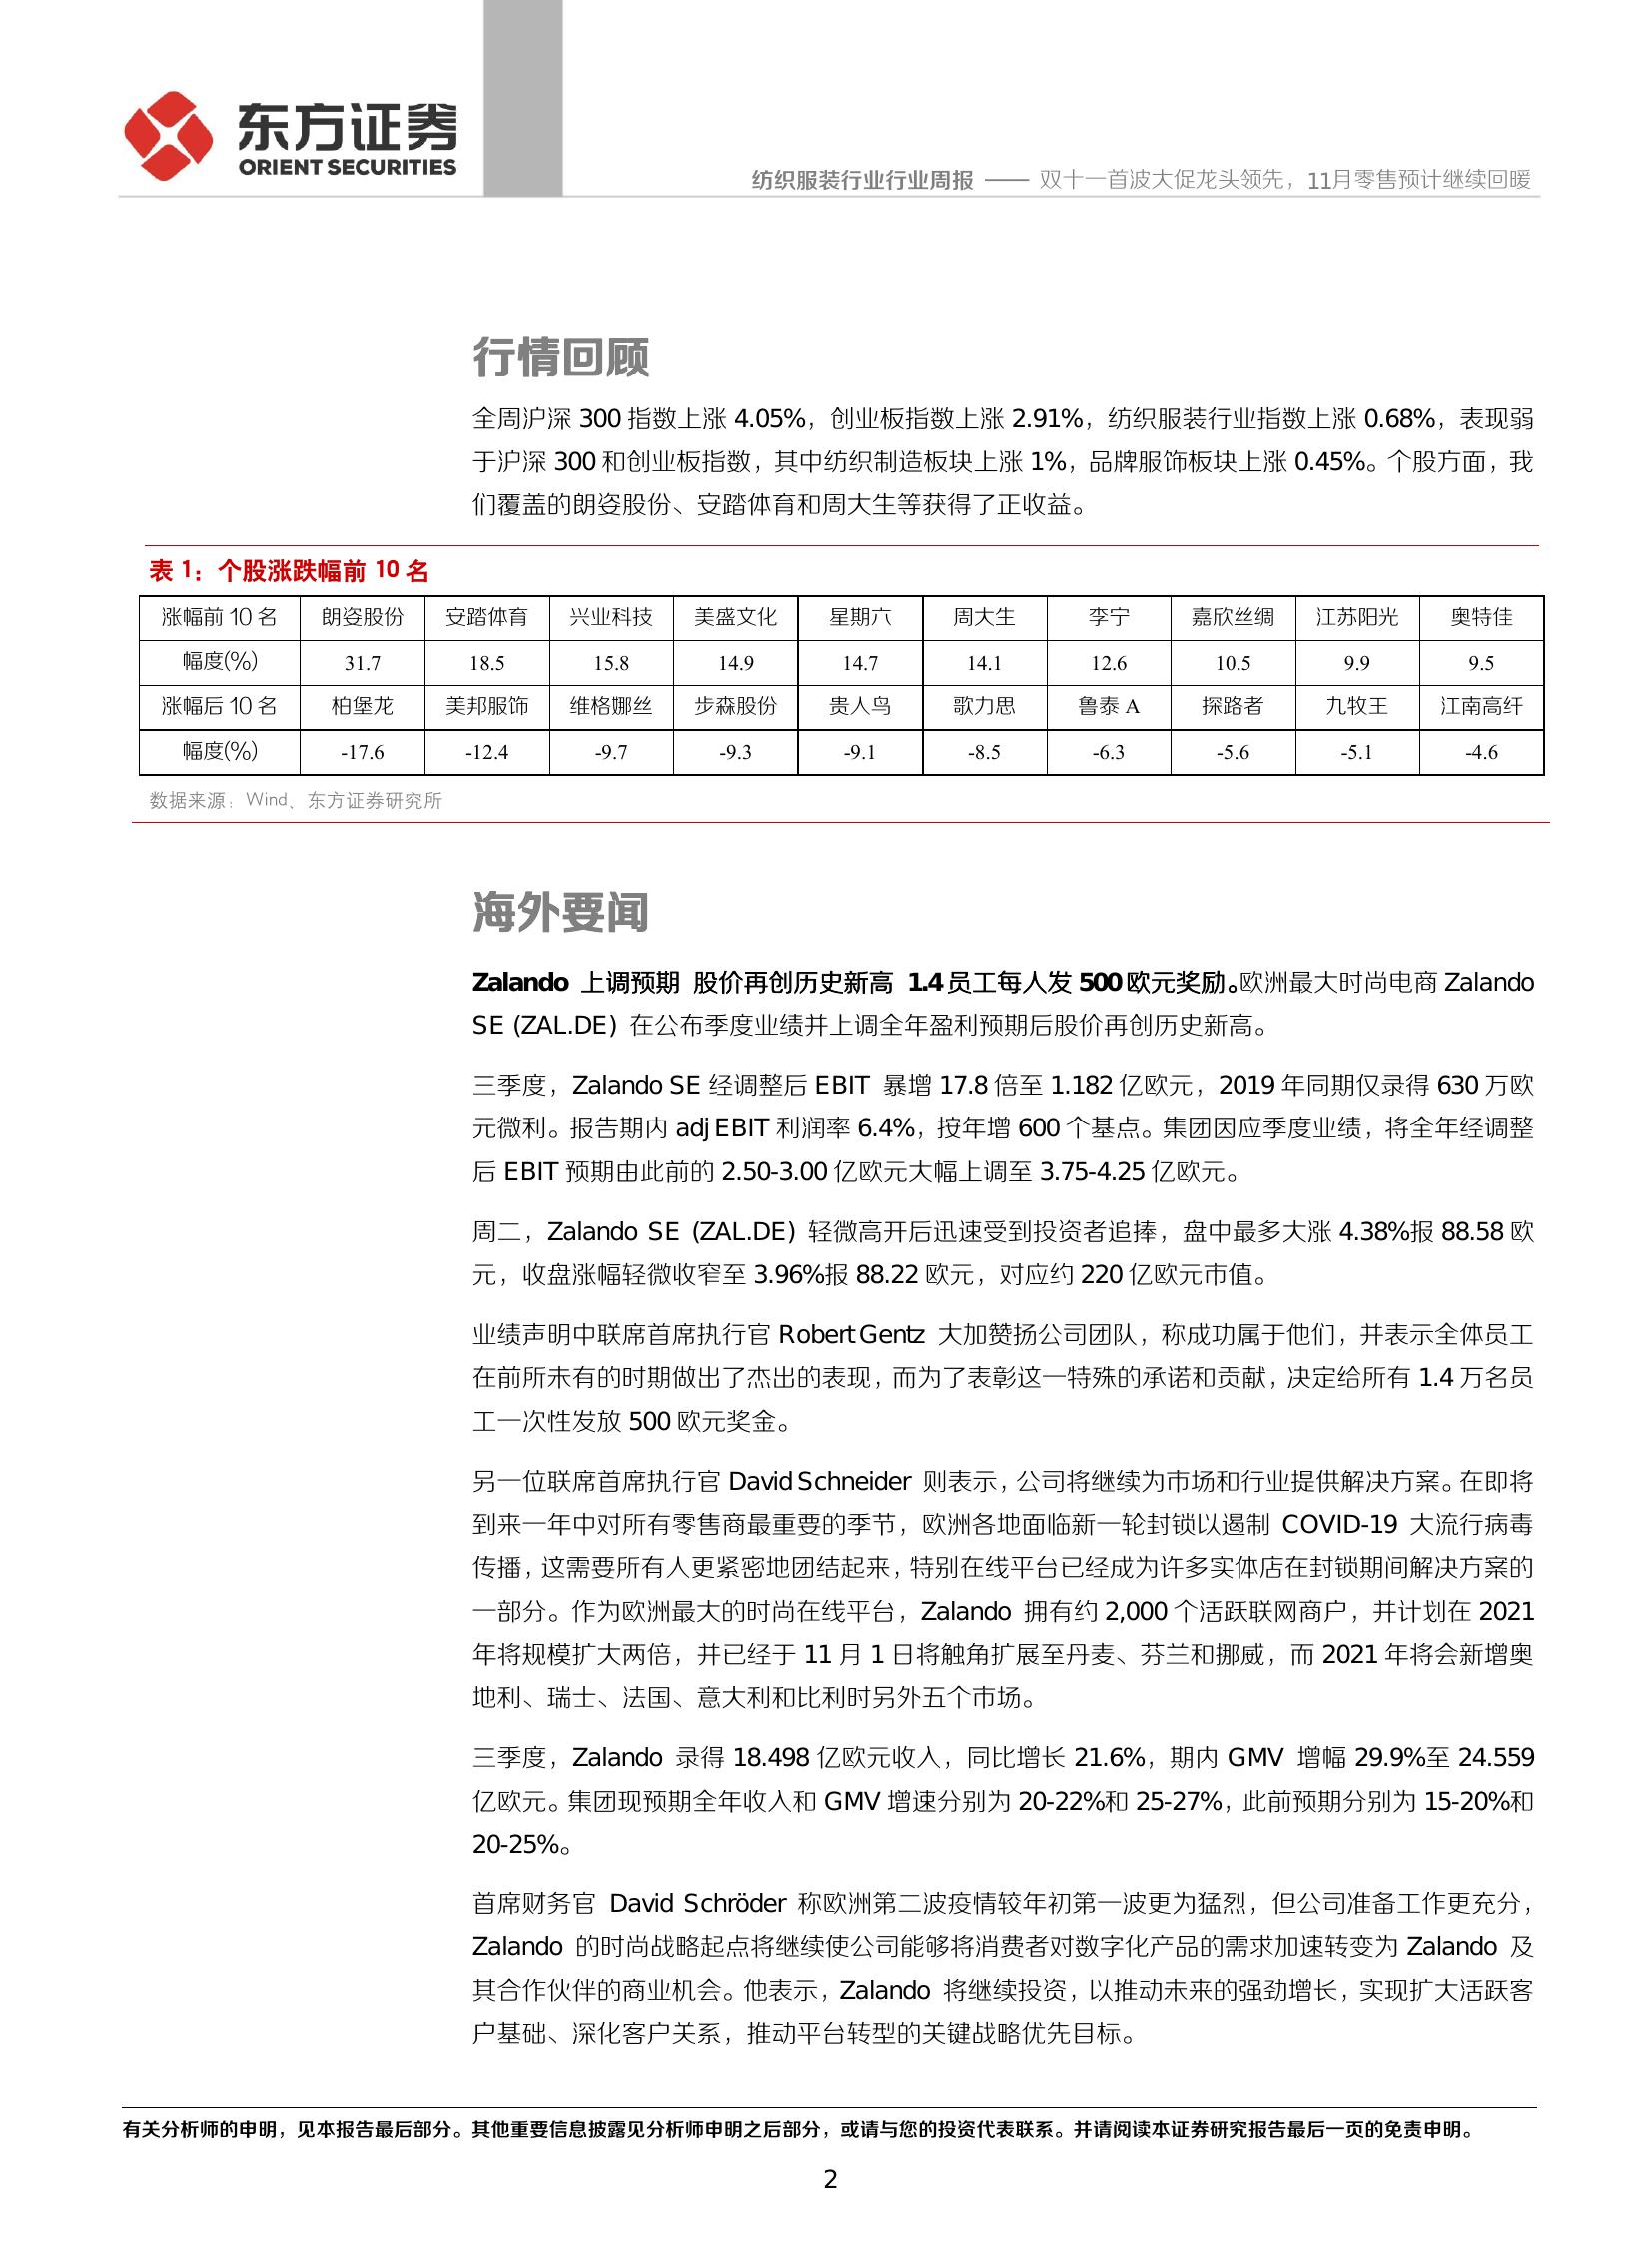 东方证券
ORIENT SECURITIES
纺织服装行业行业周报 —— 双十一首波大促龙头领先，11月零售预计继续回暖
行情回顾
全周沪深 300 指数上涨 4.05%，创业板指数上涨 2.91%，纺织服装行业指数上涨 0.68%，表现弱
于沪深 300 和创业板指数，其中纺织制造板块上涨 1%，品牌服饰板块上涨 0.45%。个股方面，我
们覆盖的朗姿股份、安踏体育和周大生等获得了正收益。
表 1：个股涨跌幅前 10 名
涨幅前 10 名 朗姿股份 安踏体育 兴业科技 美盛文化 星期六 周大生 李宁 嘉欣丝绸 江苏阳光 奥特佳
幅度(%) 31.7 18.5 15.8 14.9 14.7 14.1 12.6 10.5 9.9 9.5
涨幅后 10 名 柏堡龙 美邦服饰 维格娜丝 步森股份 贵人鸟 歌力思 鲁泰 A 探路者 九牧王 江南高纤
幅度(%) -17.6 -12.4 -9.7 -9.3 -9.1 -8.5 -6.3 -5.6 -5.1 -4.6
数据来源：Wind、东方证券研究所
海外要闻
Zalando 上调预期 股价再创历史新高 1.4员工每人发 500欧元奖励。欧洲最大时尚电商 Zalando
SE (ZAL.DE) 在公布季度业绩并上调全年盈利预期后股价再创历史新高。
三季度，Zalando SE 经调整后 EBIT 暴增 17.8 倍至 1.182 亿欧元，2019 年同期仅录得 630 万欧
元微利。报告期内 adj EBIT 利润率 6.4%，按年增 600 个基点。集团因应季度业绩，将全年经调整
后 EBIT 预期由此前的 2.50-3.00 亿欧元大幅上调至 3.75-4.25 亿欧元。
周二，Zalando SE (ZAL.DE) 轻微高开后迅速受到投资者追捧，盘中最多大涨 4.38%报 88.58 欧
元，收盘涨幅轻微收窄至 3.96%报 88.22 欧元，对应约 220 亿欧元市值。
业绩声明中联席首席执行官 Robert Gentz 大加赞扬公司团队，称成功属于他们，并表示全体员工
在前所未有的时期做出了杰出的表现，而为了表彰这一特殊的承诺和贡献，决定给所有 1.4 万名员
工一次性发放 500 欧元奖金。
另一位联席首席执行官 David Schneider 则表示，公司将继续为市场和行业提供解决方案。在即将
到来一年中对所有零售商最重要的季节，欧洲各地面临新一轮封锁以遏制 COVID-19 大流行病毒
传播，这需要所有人更紧密地团结起来，特别在线平台已经成为许多实体店在封锁期间解决方案的
一部分。作为欧洲最大的时尚在线平台，Zalando 拥有约 2,000 个活跃联网商户，并计划在 2021
年将规模扩大两倍，并已经于 11 月 1 日将触角扩展至丹麦、芬兰和挪威，而 2021 年将会新增奥
地利、瑞士、法国、意大利和比利时另外五个市场。
三季度，Zalando 录得 18.498 亿欧元收入，同比增长 21.6%，期内 GMV 增幅 29.9%至 24.559
亿欧元。集团现预期全年收入和 GMV 增速分别为 20-22%和 25-27%，此前预期分别为 15-20%和
20-25%。
首席财务官 David Schröder 称欧洲第二波疫情较年初第一波更为猛烈，但公司准备工作更充分，
Zalando 的时尚战略起点将继续使公司能够将消费者对数字化产品的需求加速转变为 Zalando 及
其合作伙伴的商业机会。他表示，Zalando 将继续投资，以推动未来的强劲增长，实现扩大活跃客
户基础、深化客户关系，推动平台转型的关键战略优先目标。
有关分析师的申明，见本报告最后部分。其他重要信息披露见分析师申明之后部分，或请与您的投资代表联系。并请阅读本证券研究报告最后一页的免责申明。
2